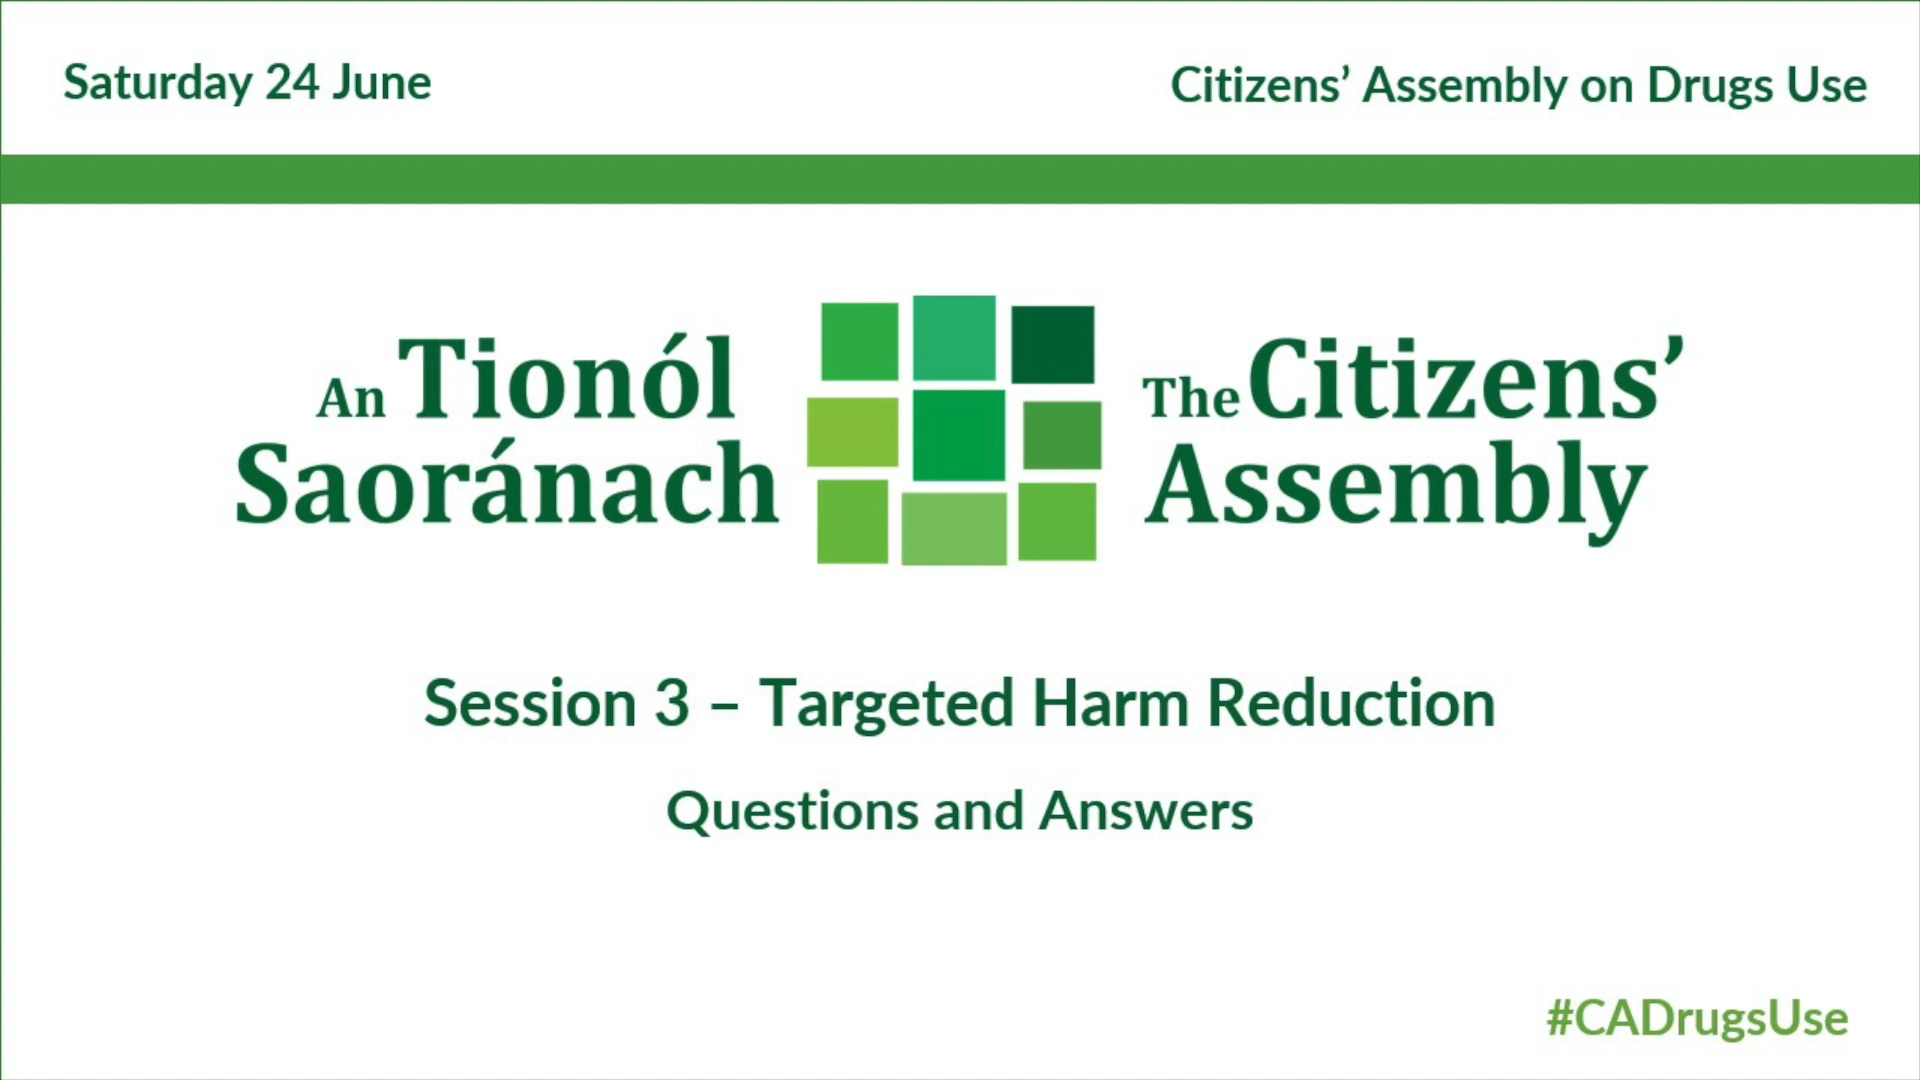 Saturday 24 June
Citizens’ Assembly on Drugs Use
An Tionól
Saoránach
The Citizens’
Assembly
Session 3 – Targeted Harm Reduction
Questions and Answers
#CADrugsUse